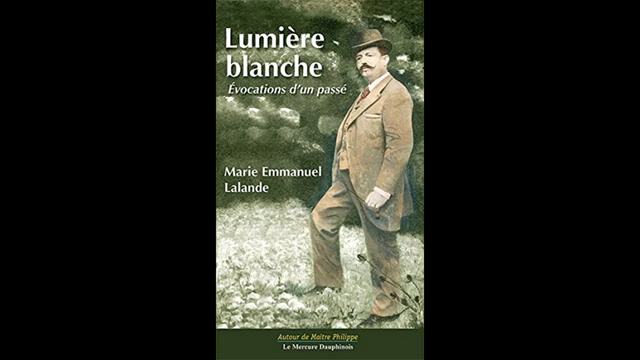 Lumière
blanche
Évocations d'un passé
Marie Emmanuel
Lalande
Autour de Maître Philippe
Le Mercure Dauphinois